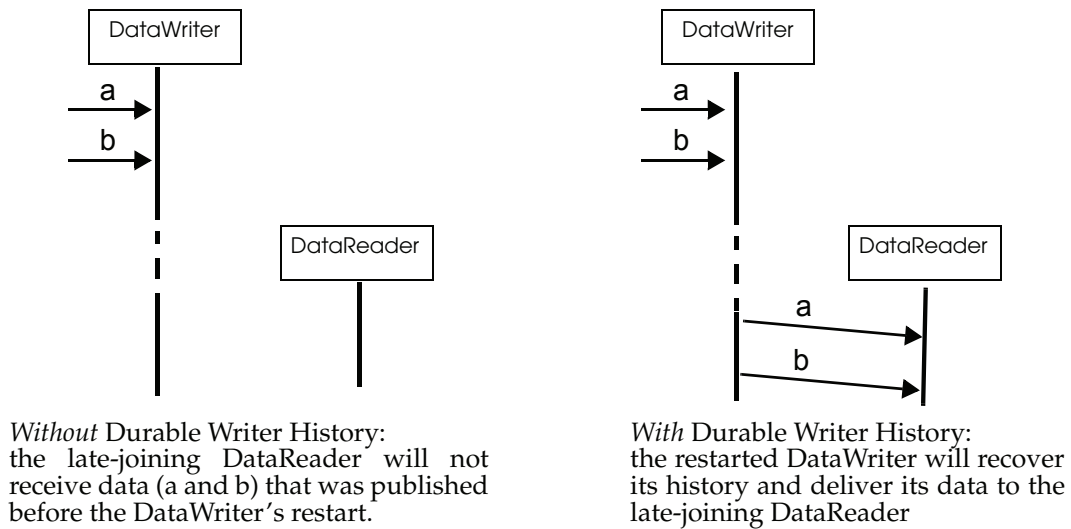 DataWriter
a
b
DataReader
Without Durable Writer History:
the late-joining DataReader will not
receive data (a and b) that was published
before the DataWriter's restart.
DataWriter
a
b
DataReader
a
b
With Durable Writer History:
the restarted DataWriter will recover
its history and deliver its data to the
late-joining DataReader